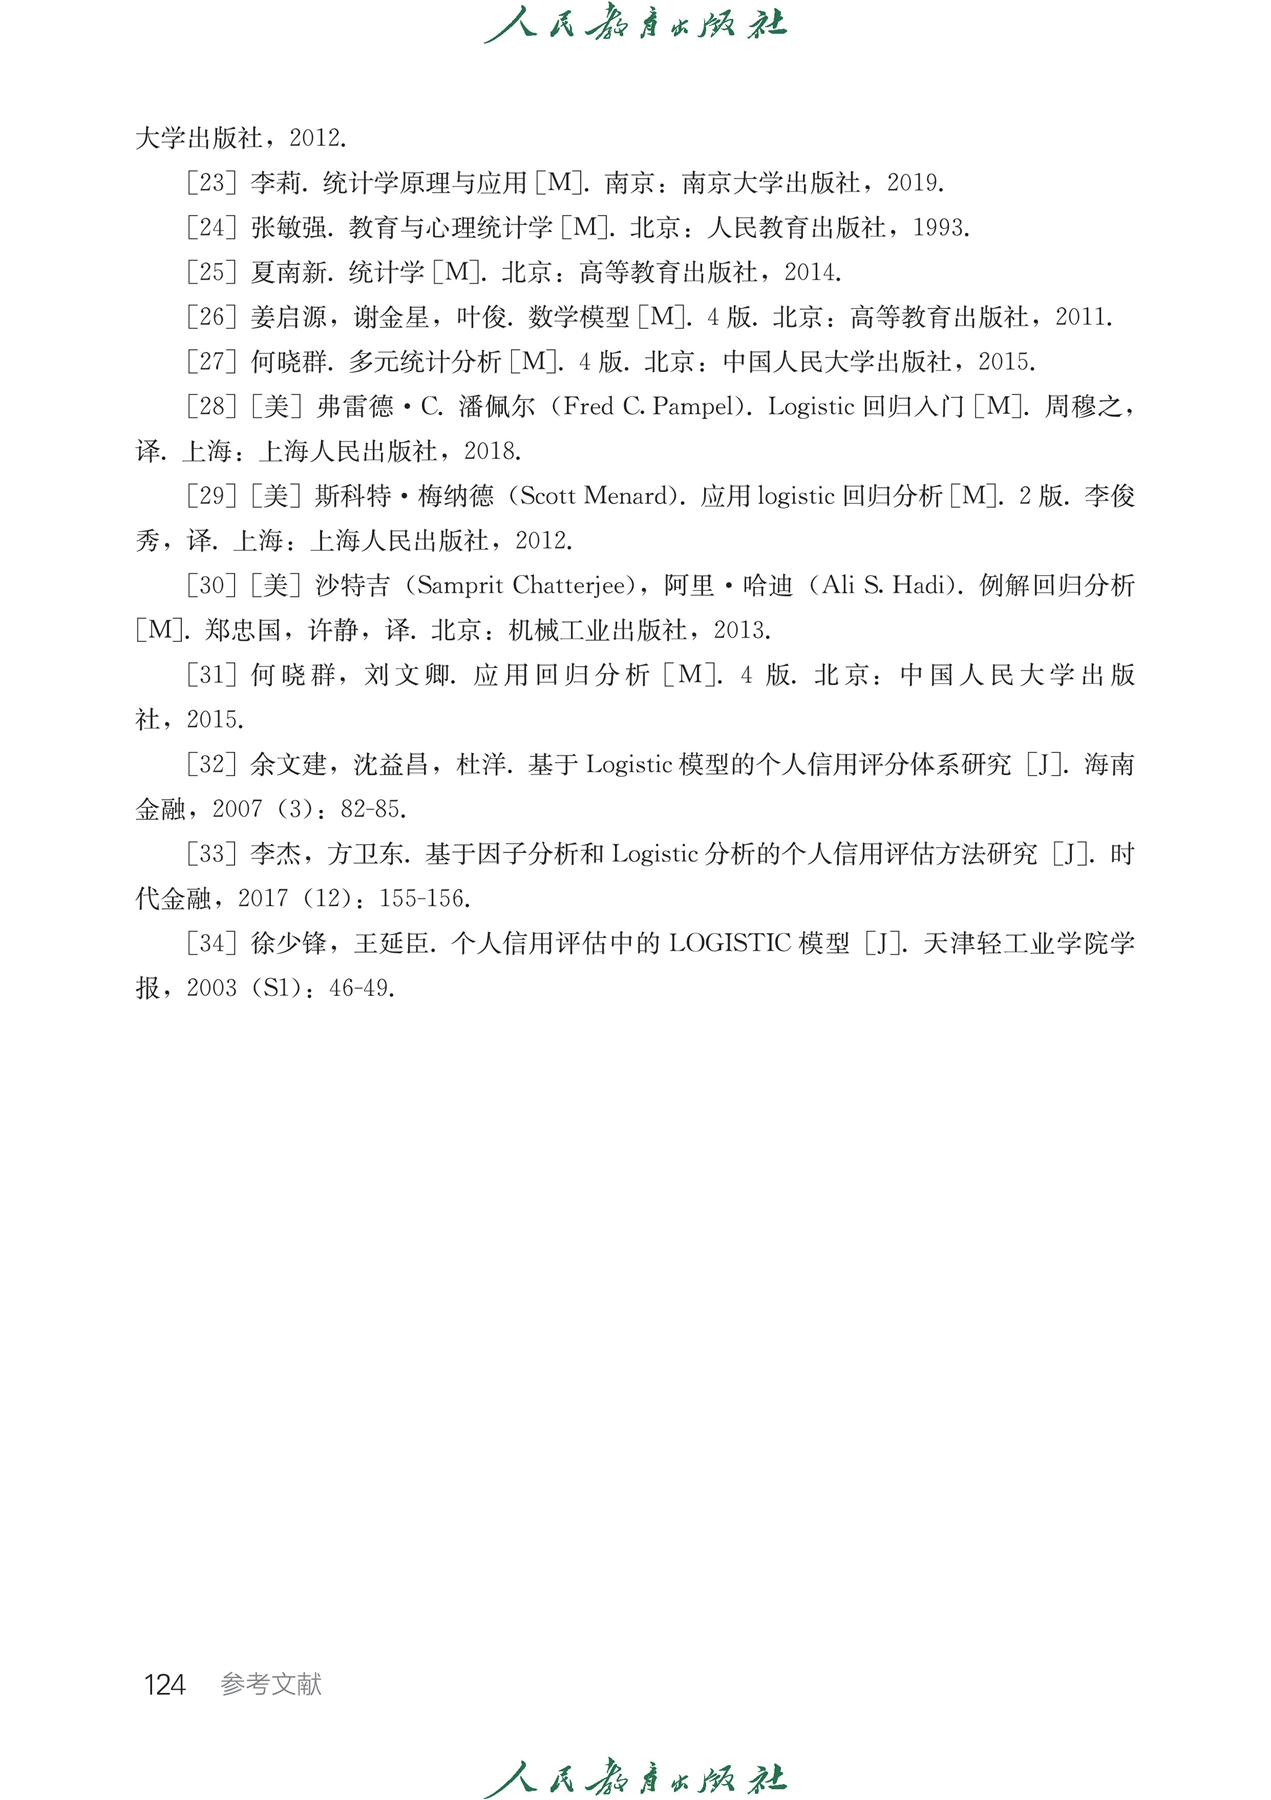 人民教育出版社
大学出版社，2012.
［23］李莉. 统计学原理与应用［M］. 南京：南京大学出版社，2019.
［24］张敏强. 教育与心理统计学［M］. 北京：人民教育出版社，1993.
［25］夏南新. 统计学［M］. 北京：高等教育出版社，2014.
［26］姜启源，谢金星，叶俊. 数学模型［M］. 4 版. 北京：高等教育出版社，2011.
［27］何晓群. 多元统计分析［M］. 4 版. 北京：中国人民大学出版社，2015.
［28］［美］弗雷德·C. 潘佩尔（Fred C. Pampel）. Logistic 回归入门［M］. 周穆之，
译. 上海：上海人民出版社，2018.
［29］［美］斯科特·梅纳德（Scott Menard）. 应用 logistic 回归分析［M］. 2 版. 李俊
秀，译. 上海：上海人民出版社，2012.
［30］［美］沙特吉（Samprit Chatterjee），阿里·哈迪（Ali S. Hadi）. 例解回归分析
［M］. 郑忠国，许静，译. 北京：机械工业出版社，2013.
［31］何晓群，刘文卿. 应用回归分析［M］. 4 版. 北京：中国人民大学出版
社，2015.
［32］余文建，沈益昌，杜洋. 基于 Logistic 模型的个人信用评分体系研究［J］. 海南
金融，2007（3）：82-85.
［33］李杰，方卫东. 基于因子分析和 Logistic 分析的个人信用评估方法研究［J］. 时
代金融，2017（12）：155-156.
［34］徐少锋，王延臣. 个人信用评估中的 LOGISTIC 模型［J］. 天津轻工业学院学
报，2003（S1）：46-49.
124 参考文献
人民教育出版社